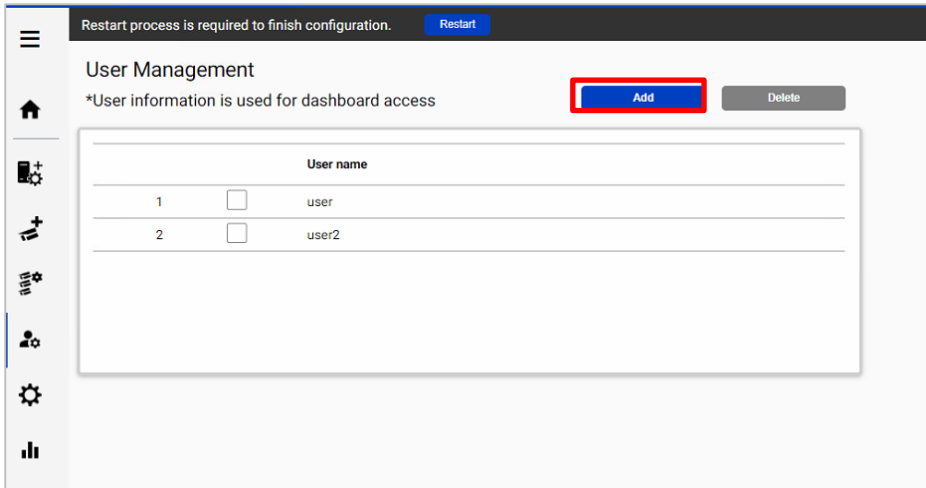 Restart process is required to finish configuration. Restart
User Management
*User information is used for dashboard access Add Delete
User name
1 user
2 user2